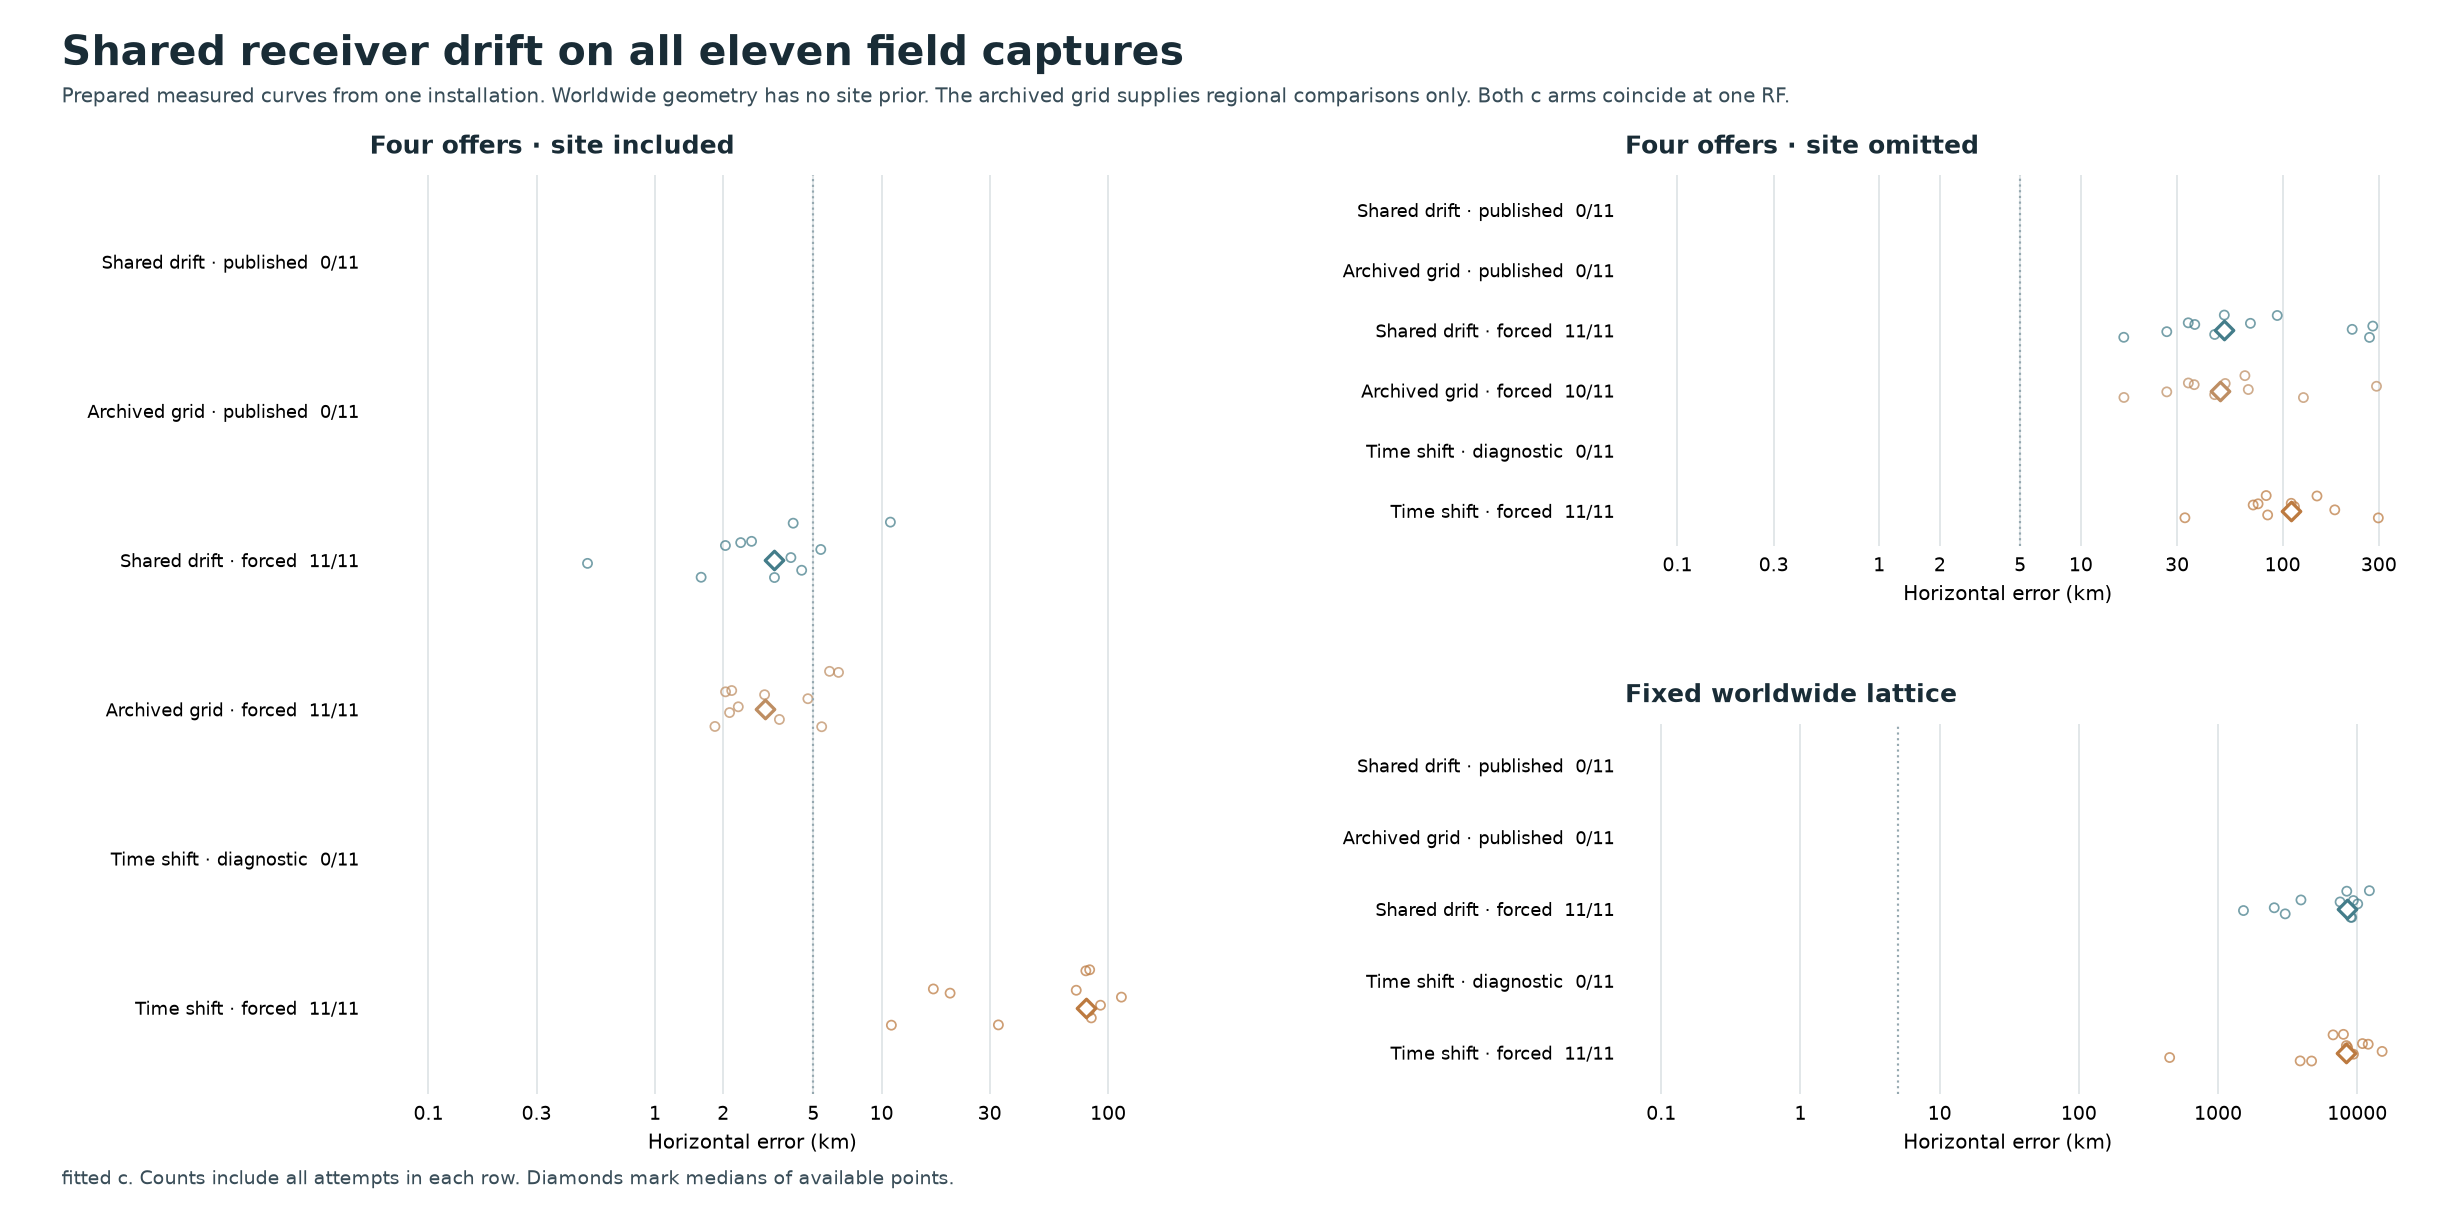 Shared receiver drift on all eleven field captures
Prepared measured curves from one installation. Worldwide geometry has no site prior. The archived grid supplies regional comparisons only. Both c arms coincide at one RF.
Four offers · site included
Shared drift · published 0/11
Archived grid · published 0/11
Shared drift · forced 11/11
Archived grid · forced 11/11
Time shift · diagnostic 0/11
Time shift · forced 11/11
0.1 0.3 1 2 5 10 30 100
Horizontal error (km)
Four offers · site omitted
Shared drift · published 0/11
Archived grid · published 0/11
Shared drift · forced 11/11
Archived grid · forced 10/11
Time shift · diagnostic 0/11
Time shift · forced 11/11
0.1 0.3 1 2 5 10 30 100 300
Horizontal error (km)
Fixed worldwide lattice
Shared drift · published 0/11
Archived grid · published 0/11
Shared drift · forced 11/11
Time shift · diagnostic 0/11
Time shift · forced 11/11
0.1 1 10 100 1000 10000
Horizontal error (km)
fitted c. Counts include all attempts in each row. Diamonds mark medians of available points.